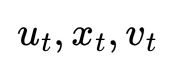 u_t, x_t, v_t